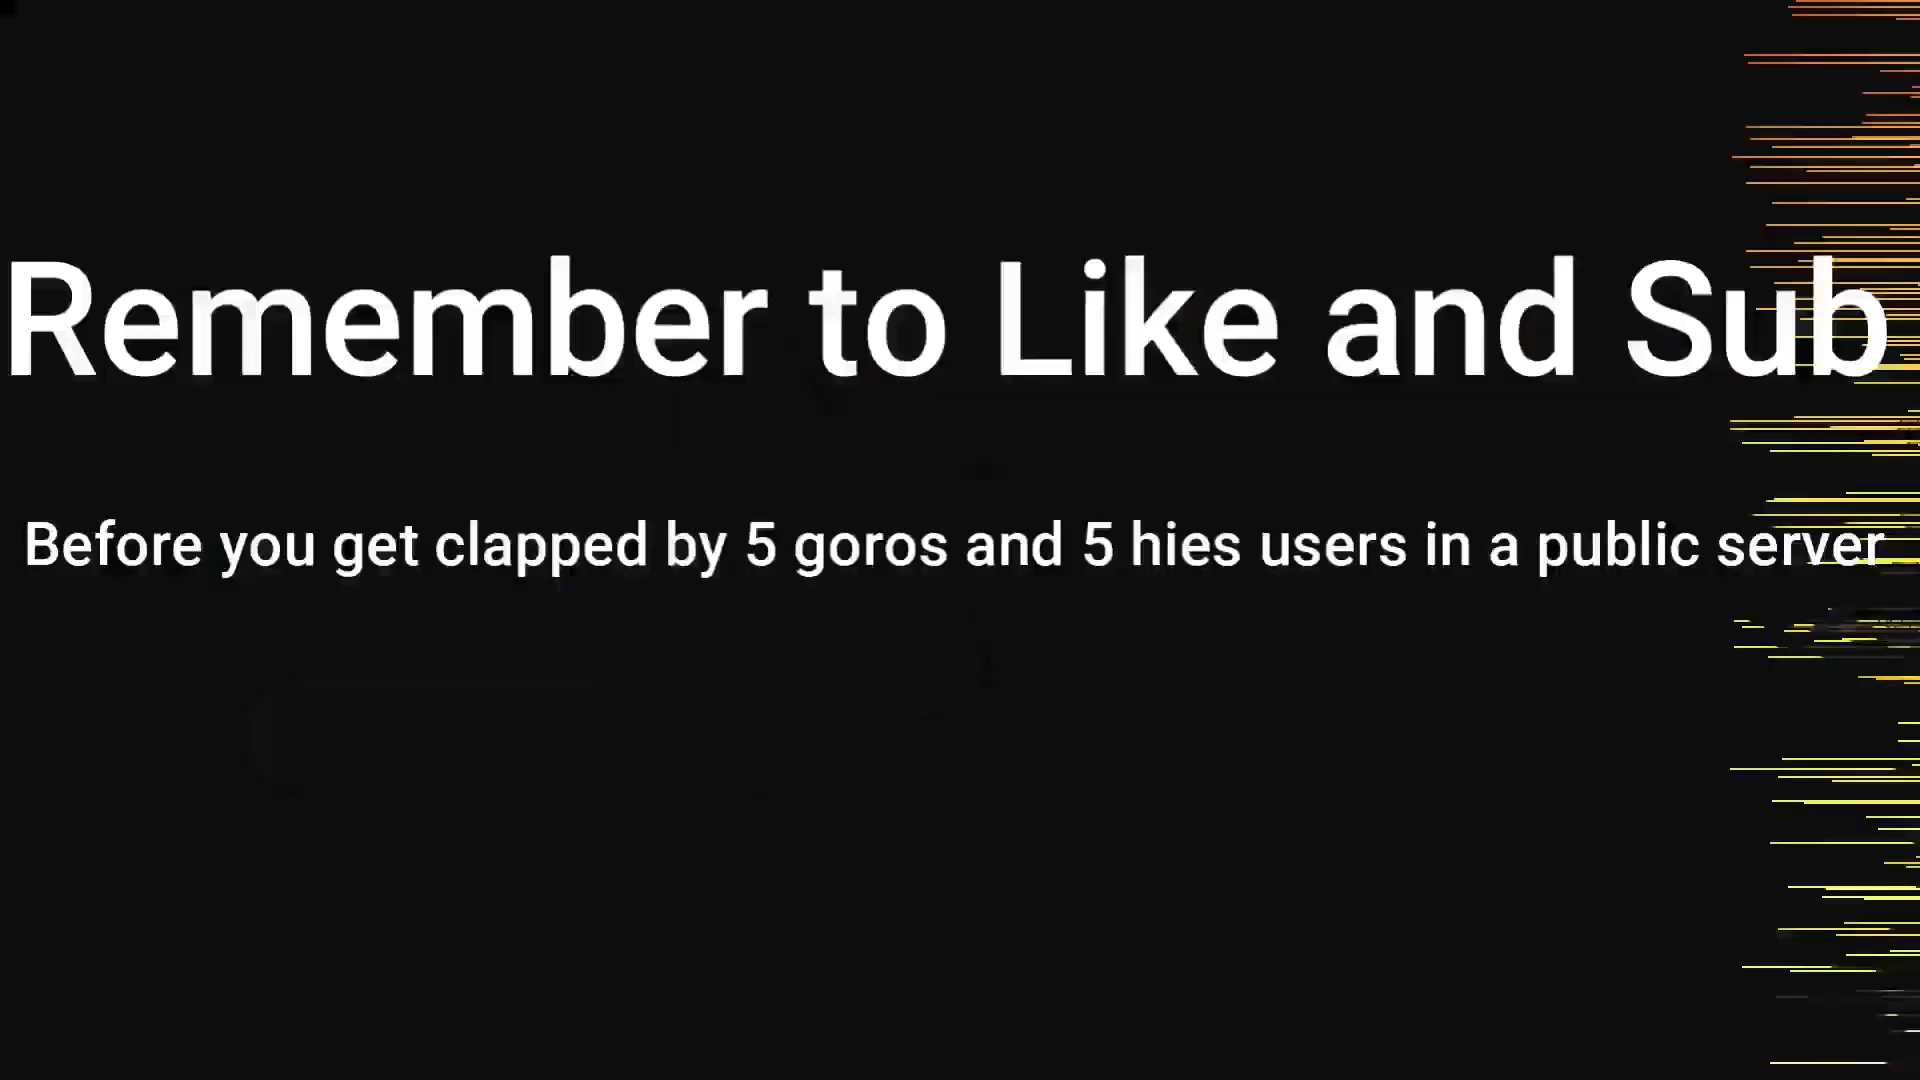 Remember to Like and Sub
Before you get clapped by 5 goros and 5 hies users in a public server